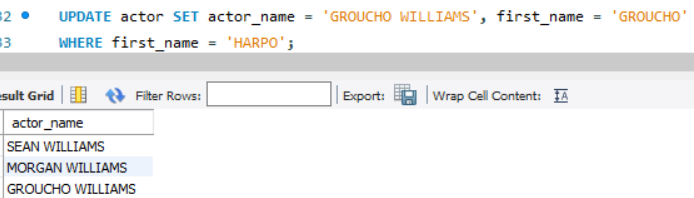 32 UPDATE actor SET actor_name = 'GROUCHO WILLIAMS', first_name = 'GROUCHO'
33 WHERE first_name = 'HARPO';
esult Grid Filter Rows: Export: Wrap Cell Content: IA
actor_name
SEAN WILLIAMS
MORGAN WILLIAMS
GROUCHO WILLIAMS